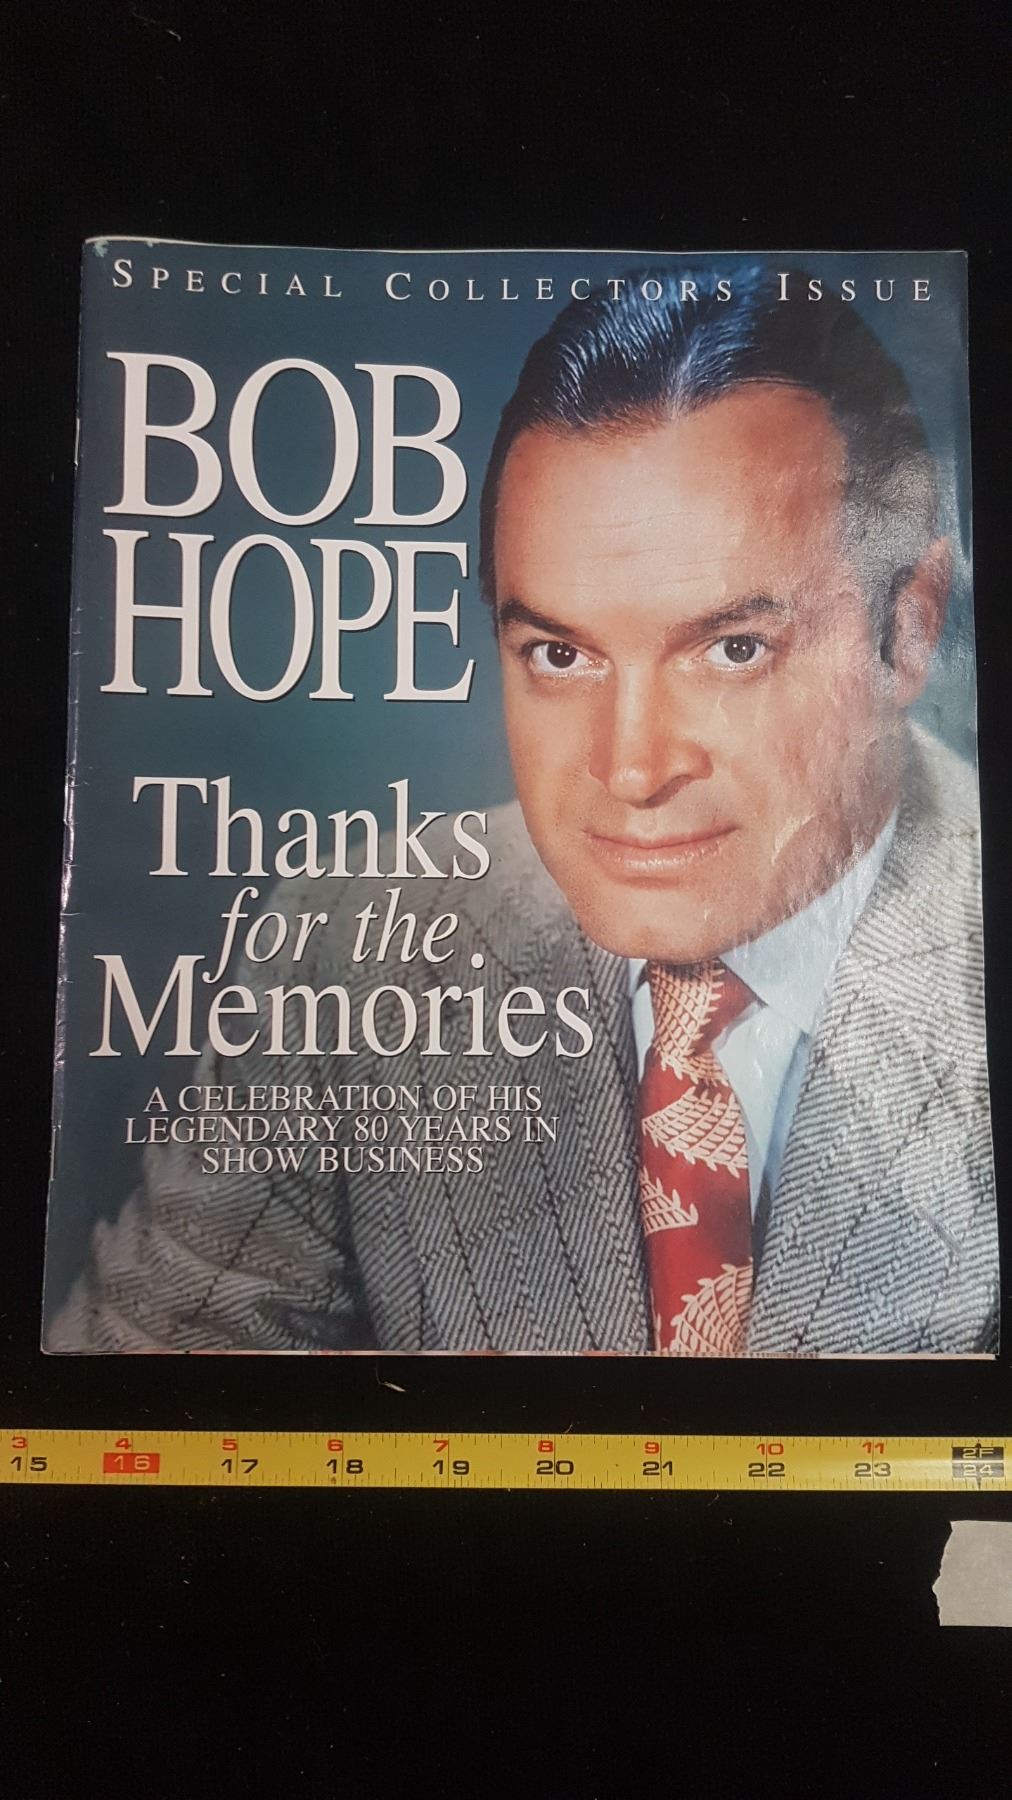 SPECIAL COLLECTORS ISSUE
BOB
HOPE
Thanks
for the
Memories
A CELEBRATION OF HIS
LEGENDARY 80 YEARS IN
SHOW BUSINESS
3 4 5 6 7 8 9 10 11 2F
15 16 17 18 19 20 21 22 23 24